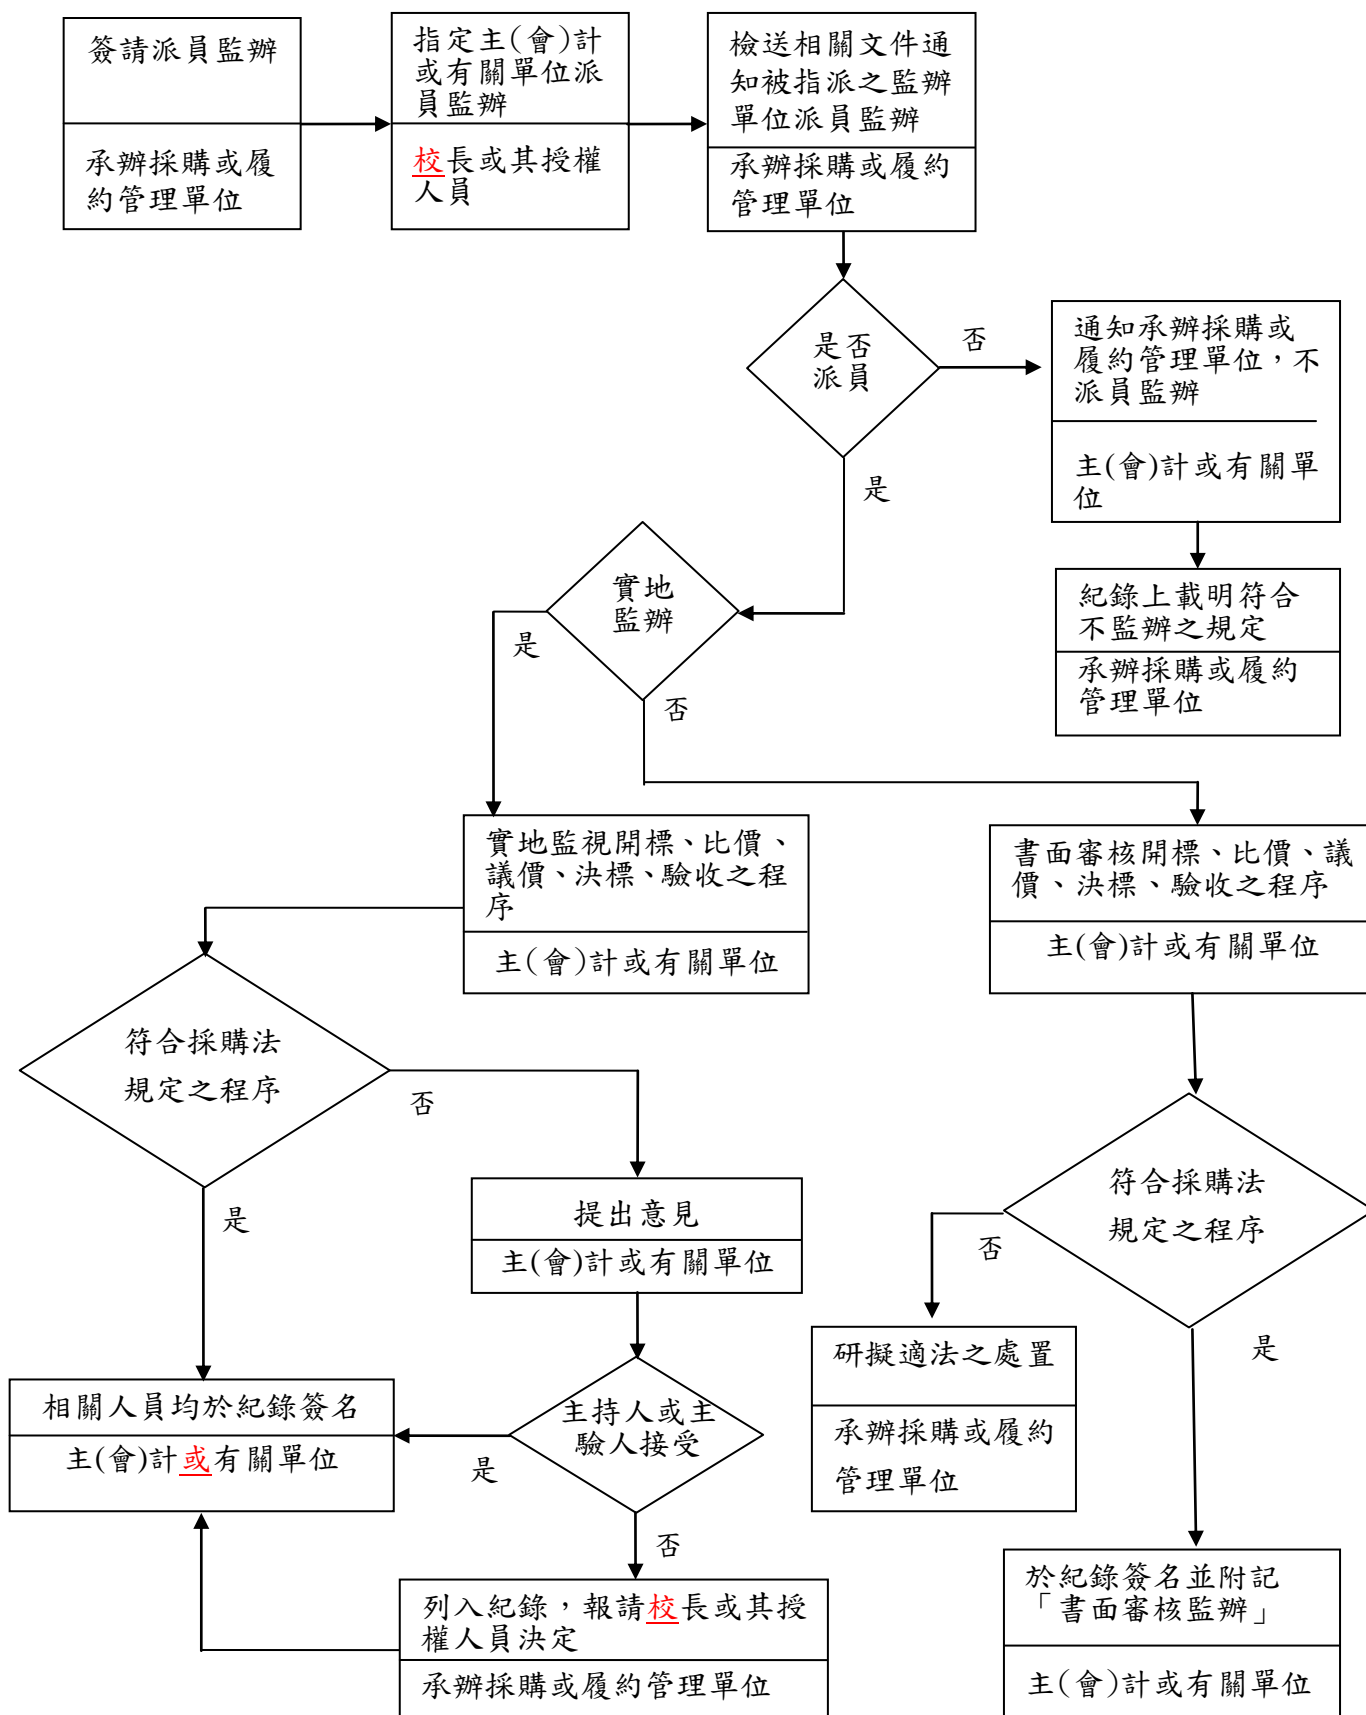 簽請派員監辦
承辦採購或履
約管理單位
指定主(會)計
或有關單位派
員監辦
校長或其授權
人員
檢送相關文件通
知被指派之監辦
單位派員監辦
承辦採購或履約
管理單位
是否
派員
否
是
通知承辦採購或
履約管理單位，不
派員監辦
主(會)計或有關單
位
紀錄上載明符合
不監辦之規定
承辦採購或履約
管理單位
實地
監辦
是
否
實地監視開標、比價、
議價、決標、驗收之程
序
主(會)計或有關單位
書面審核開標、比價、議
價、決標、驗收之程序
主(會)計或有關單位
符合採購法
規定之程序
否
是
提出意見
主(會)計或有關單位
符合採購法
規定之程序
否
是
研擬適法之處置
承辦採購或履約
管理單位
主持人或主
驗人接受
是
否
相關人員均於紀錄簽名
主(會)計或有關單位
列入紀錄，報請校長或其授
權人員決定
承辦採購或履約管理單位
於紀錄簽名並附記
「書面審核監辦」
主(會)計或有關單位